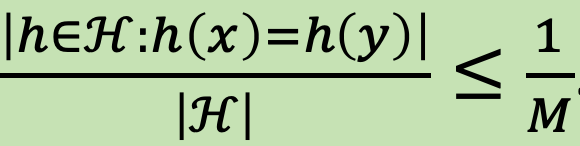 |h∈ℋ:h(x)=h(y)|
|ℋ|
≤
1
M.